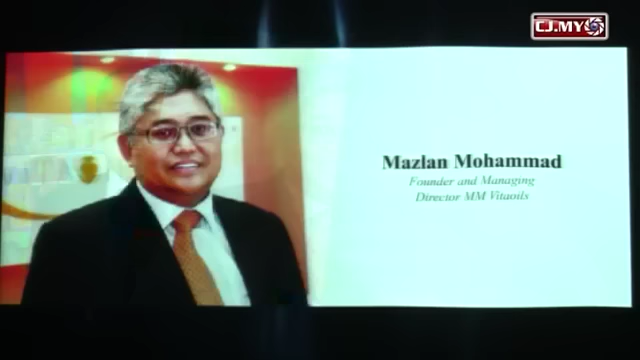 CJ.MY
Mazlan Mohammad
Founder and Managing
Director MM Vitaoils